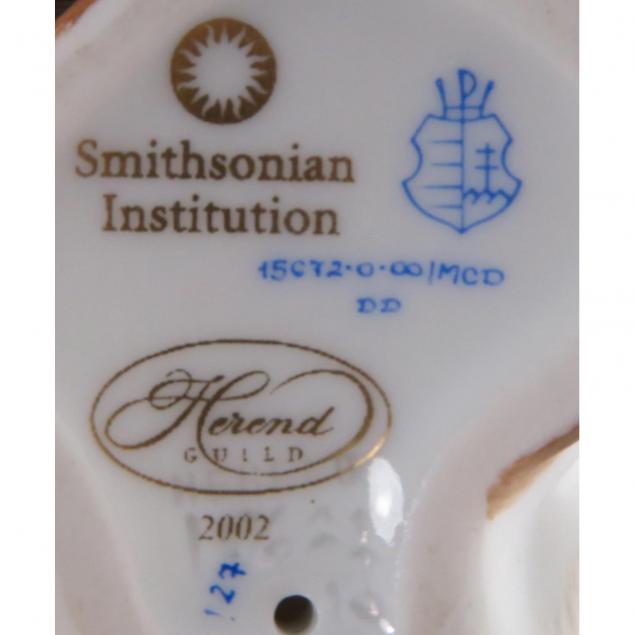 Smithsonian
Institution
15672·0·00/MCD
DD
Herend
GUILD
2002